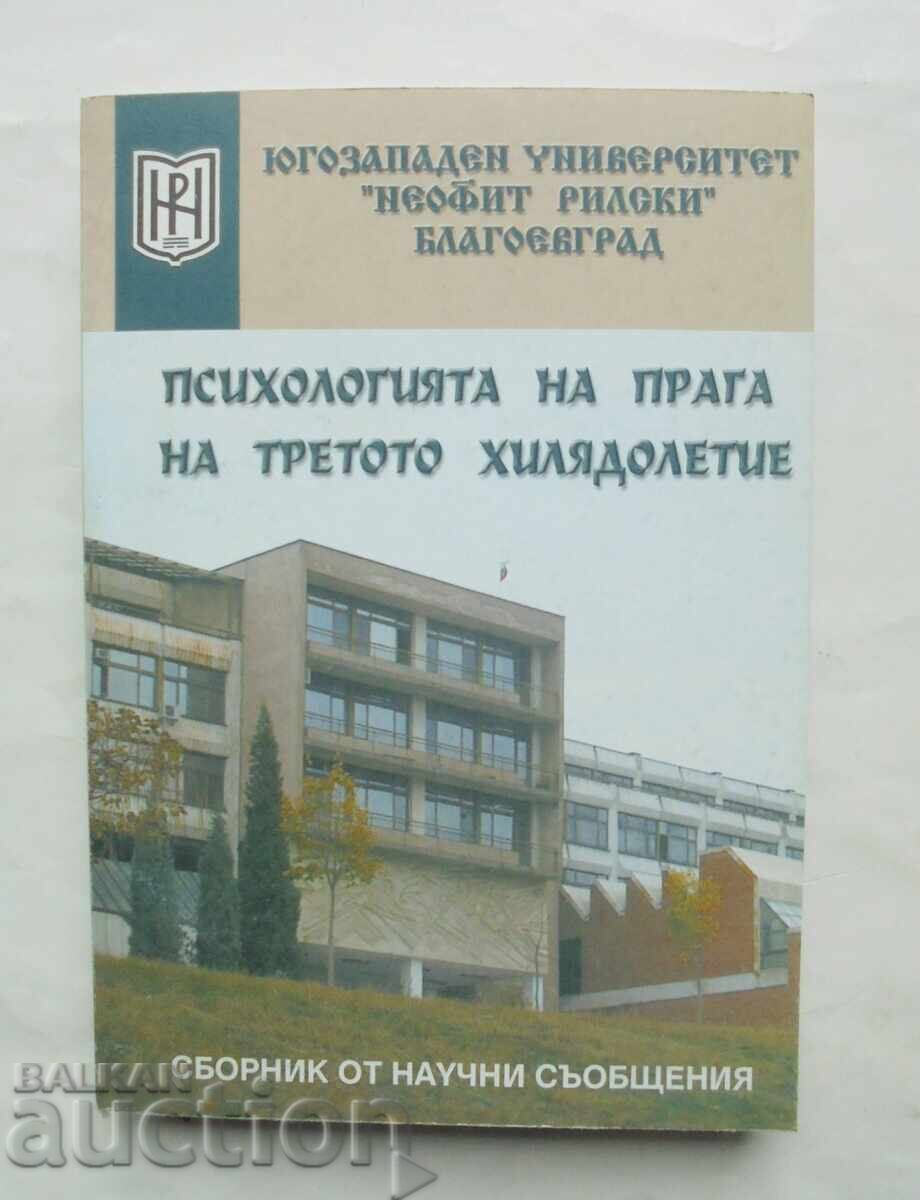 ЮГОЗАПАДЕН УНИВЕРСИТЕТ
"НЕОФИТ РИЛСКИ"
БЛАГОЕВГРАД
ПСИХОЛОГИЯТА НА ПРАГА
НА ТРЕТОТО ХИЛЯДОЛЕТИЕ
СБОРНИК ОТ НАУЧНИ СЪОБЩЕНИЯ
BALKAN
auction